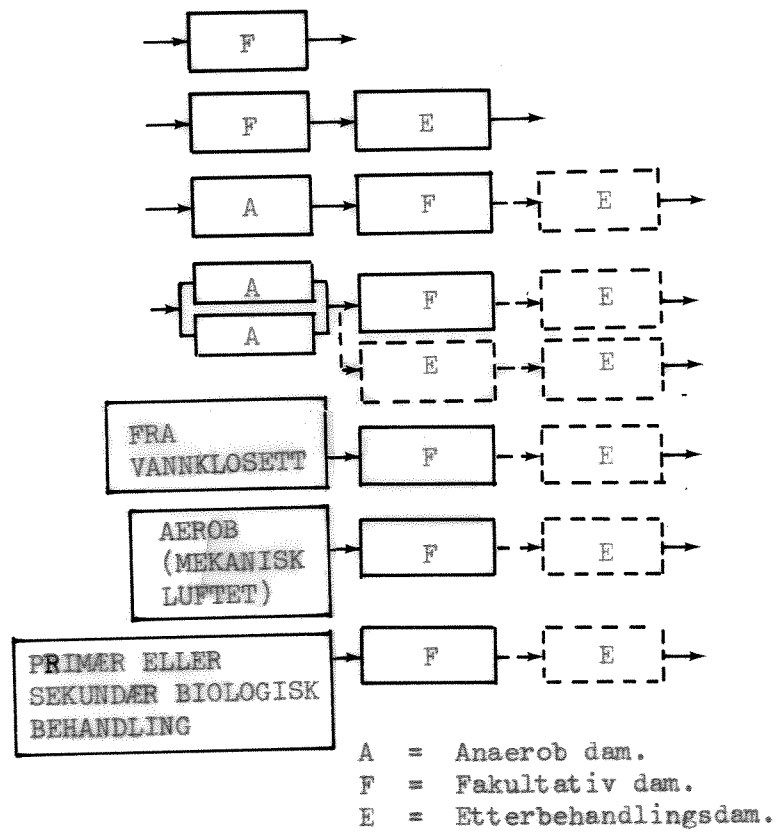 F
F E
A F E
A F E
A E E
FRA
VANNKLOSETT F E
AEROB
(MEKANISK F E
LUFTET)
PRIMÆR ELLER F E
SEKUNDÆR BIOLOGISK
BEHANDLING
A = Anaerob dam.
F = Fakultativ dam.
E = Etterbehandlingsdam.